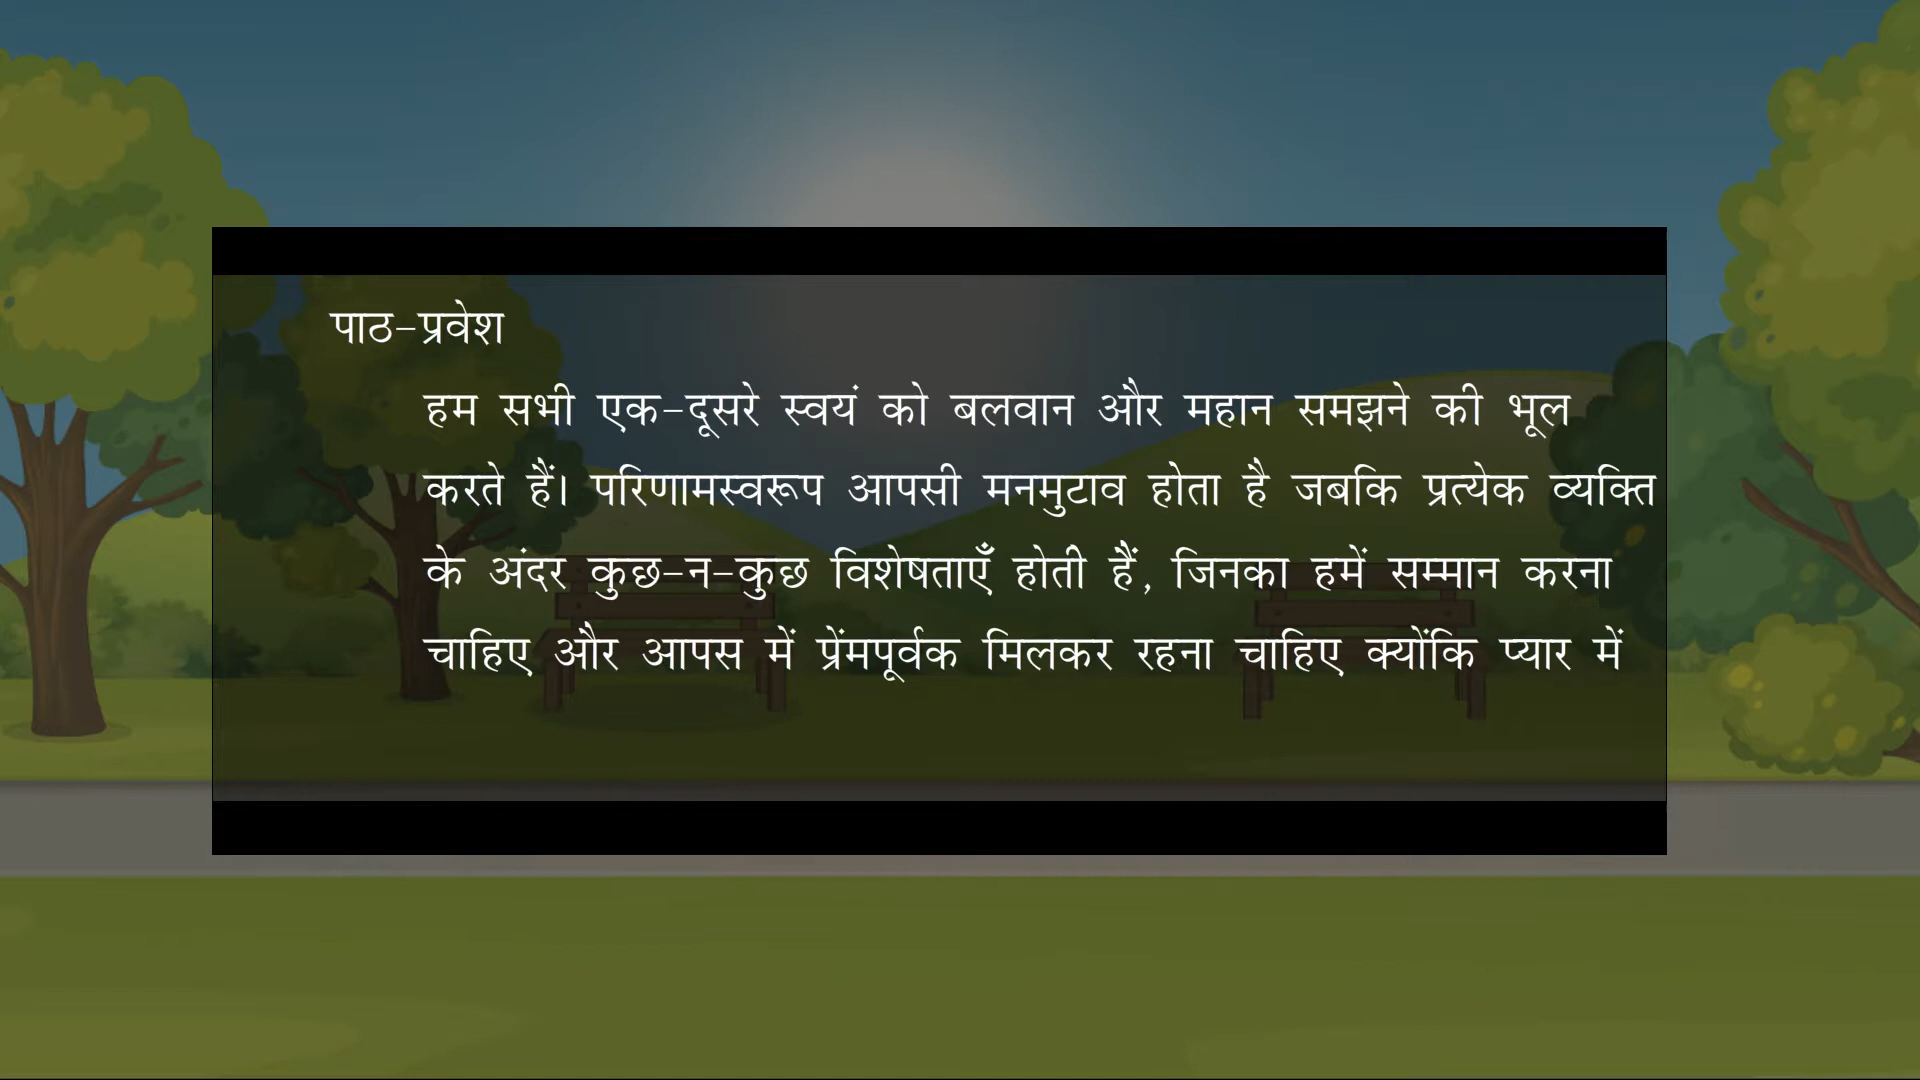 पाठ-प्रवेश
हम सभी एक-दूसरे स्वयं को बलवान और महान समझने की भूल
करते हैं। परिणामस्वरूप आपसी मनमुटाव होता है जबकि प्रत्येक व्यक्ति
के अंदर कुछ-न-कुछ विशेषताएँ होती हैं, जिनका हमें सम्मान करना
चाहिए और आपस में प्रेंमपूर्वक मिलकर रहना चाहिए क्योंकि प्यार में